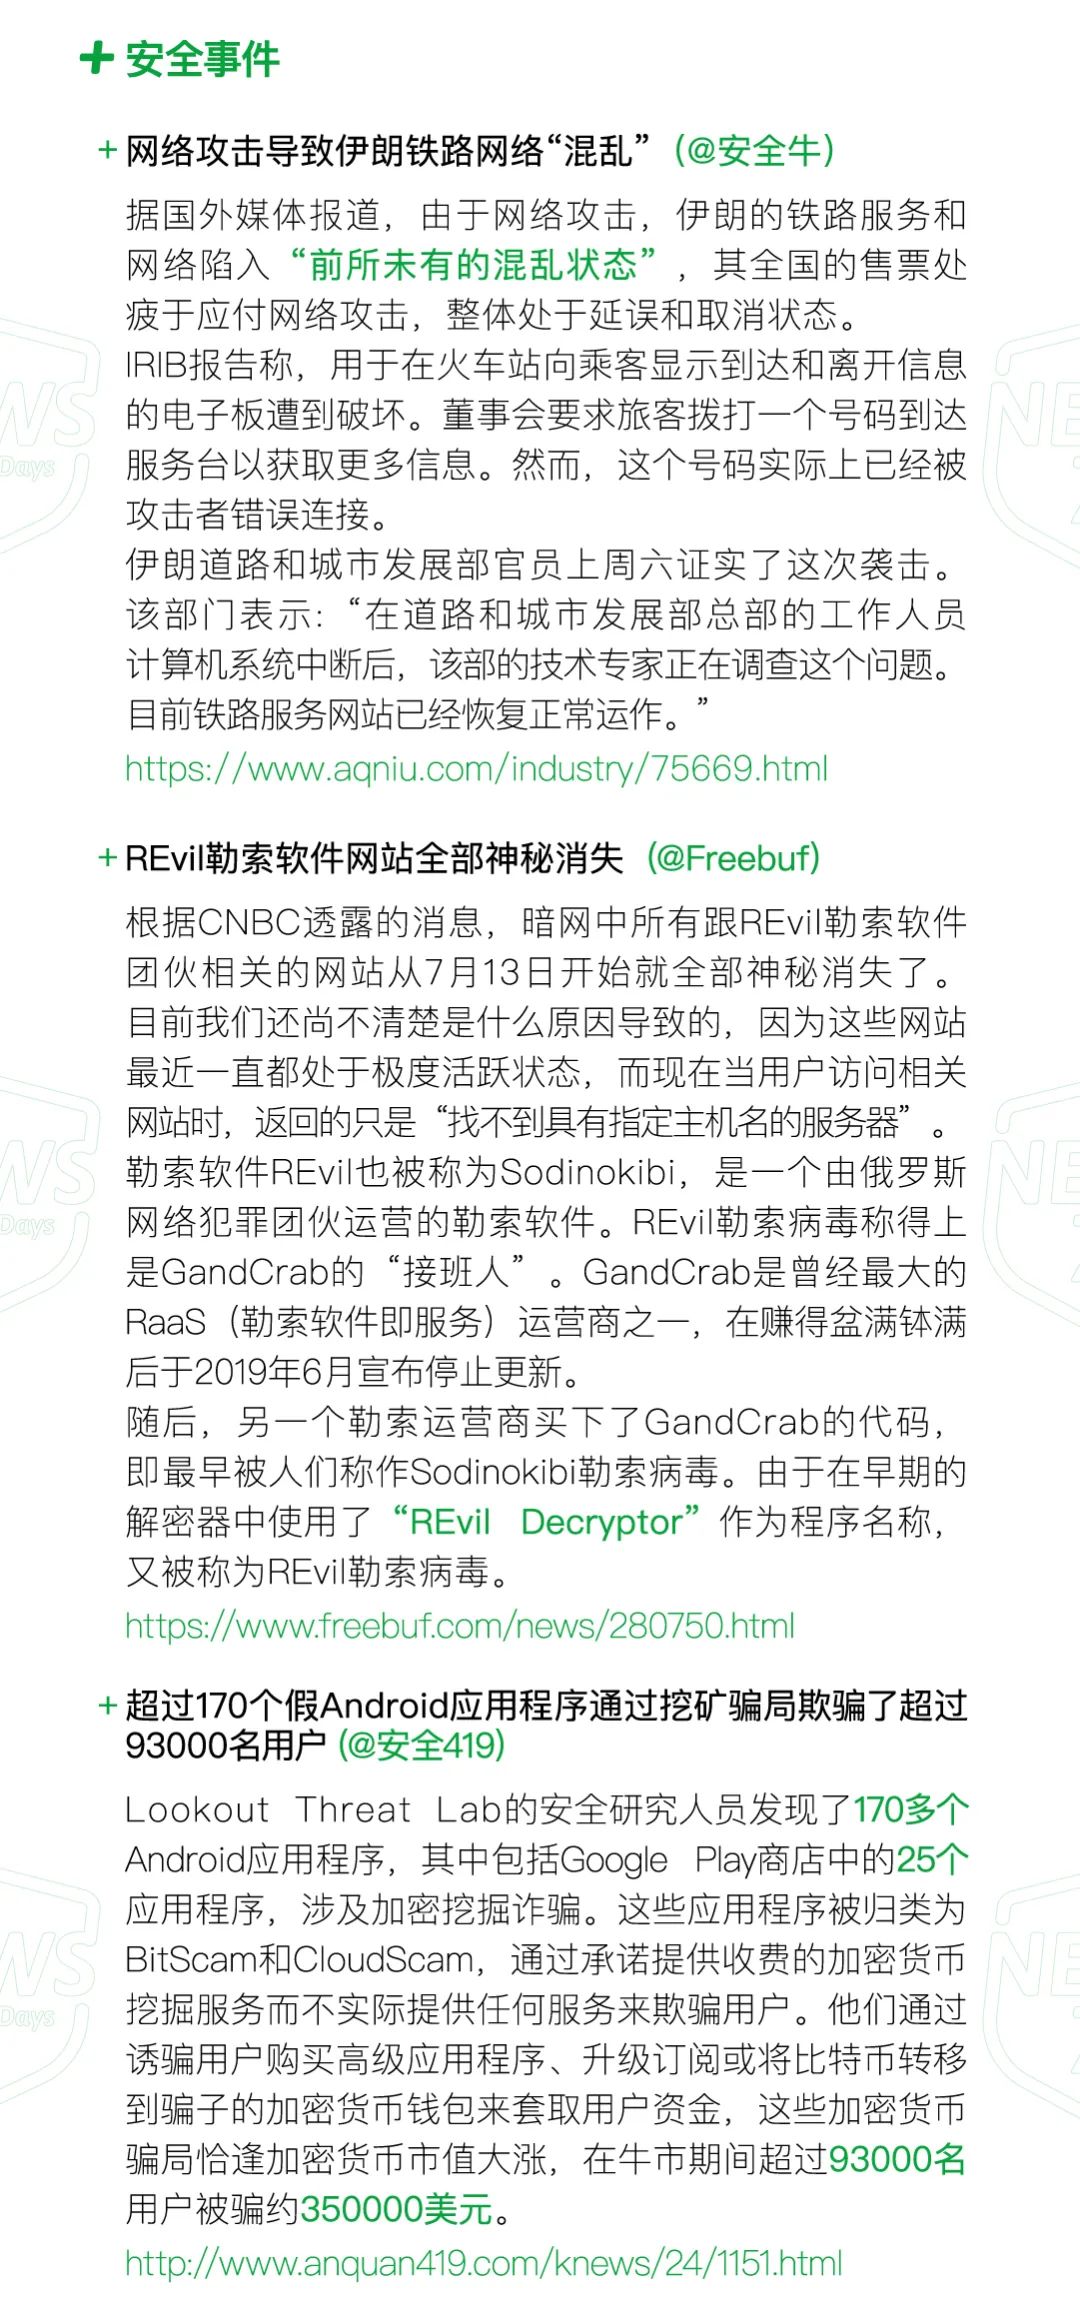 + 安全事件
+ 网络攻击导致伊朗铁路网络“混乱”（@安全牛）
据国外媒体报道，由于网络攻击，伊朗的铁路服务和
网络陷入“前所未有的混乱状态”，其全国的售票处
疲于应付网络攻击，整体处于延误和取消状态。
IRIB报告称，用于在火车站向乘客显示到达和离开信息
的电子板遭到破坏。董事会要求旅客拨打一个号码到达
服务台以获取更多信息。然而，这个号码实际上已经被
攻击者错误连接。
伊朗道路和城市发展部官员上周六证实了这次袭击。
该部门表示：“在道路和城市发展部总部的工作人员
计算机系统中断后，该部的技术专家正在调查这个问题。
目前铁路服务网站已经恢复正常运作。”
https://www.aqniu.com/industry/75669.html
+ REvil勒索软件网站全部神秘消失（@Freebuf）
根据CNBC透露的消息，暗网中所有跟REvil勒索软件
团伙相关的网站从7月13日开始就全部神秘消失了。
目前我们还尚不清楚是什么原因导致的，因为这些网站
最近一直都处于极度活跃状态，而现在当用户访问相关
网站时，返回的只是“找不到具有指定主机名的服务器”。
勒索软件REvil也被称为Sodinokibi，是一个由俄罗斯
网络犯罪团伙运营的勒索软件。REvil勒索病毒称得上
是GandCrab的“接班人”。GandCrab是曾经最大的
RaaS（勒索软件即服务）运营商之一，在赚得盆满钵满
后于2019年6月宣布停止更新。
随后，另一个勒索运营商买下了GandCrab的代码，
即最早被人们称作Sodinokibi勒索病毒。由于在早期的
解密器中使用了“REvil Decryptor”作为程序名称，
又被称为REvil勒索病毒。
https://www.freebuf.com/news/280750.html
+ 超过170个假Android应用程序通过挖矿骗局欺骗了超过
93000名用户（@安全419）
Lookout Threat Lab的安全研究人员发现了170多个
Android应用程序，其中包括Google Play商店中的25个
应用程序，涉及加密挖掘诈骗。这些应用程序被归类为
BitScam和CloudScam，通过承诺提供收费的加密货币
挖掘服务而不实际提供任何服务来欺骗用户。他们通过
诱骗用户购买高级应用程序、升级订阅或将比特币转移
到骗子的加密货币钱包来套取用户资金，这些加密货币
骗局恰逢加密货币市值大涨，在牛市期间超过93000名
用户被骗约350000美元。
http://www.anquan419.com/knews/24/1151.html
WS
Days
NE
WS
Days
NE
WS
Days
NE